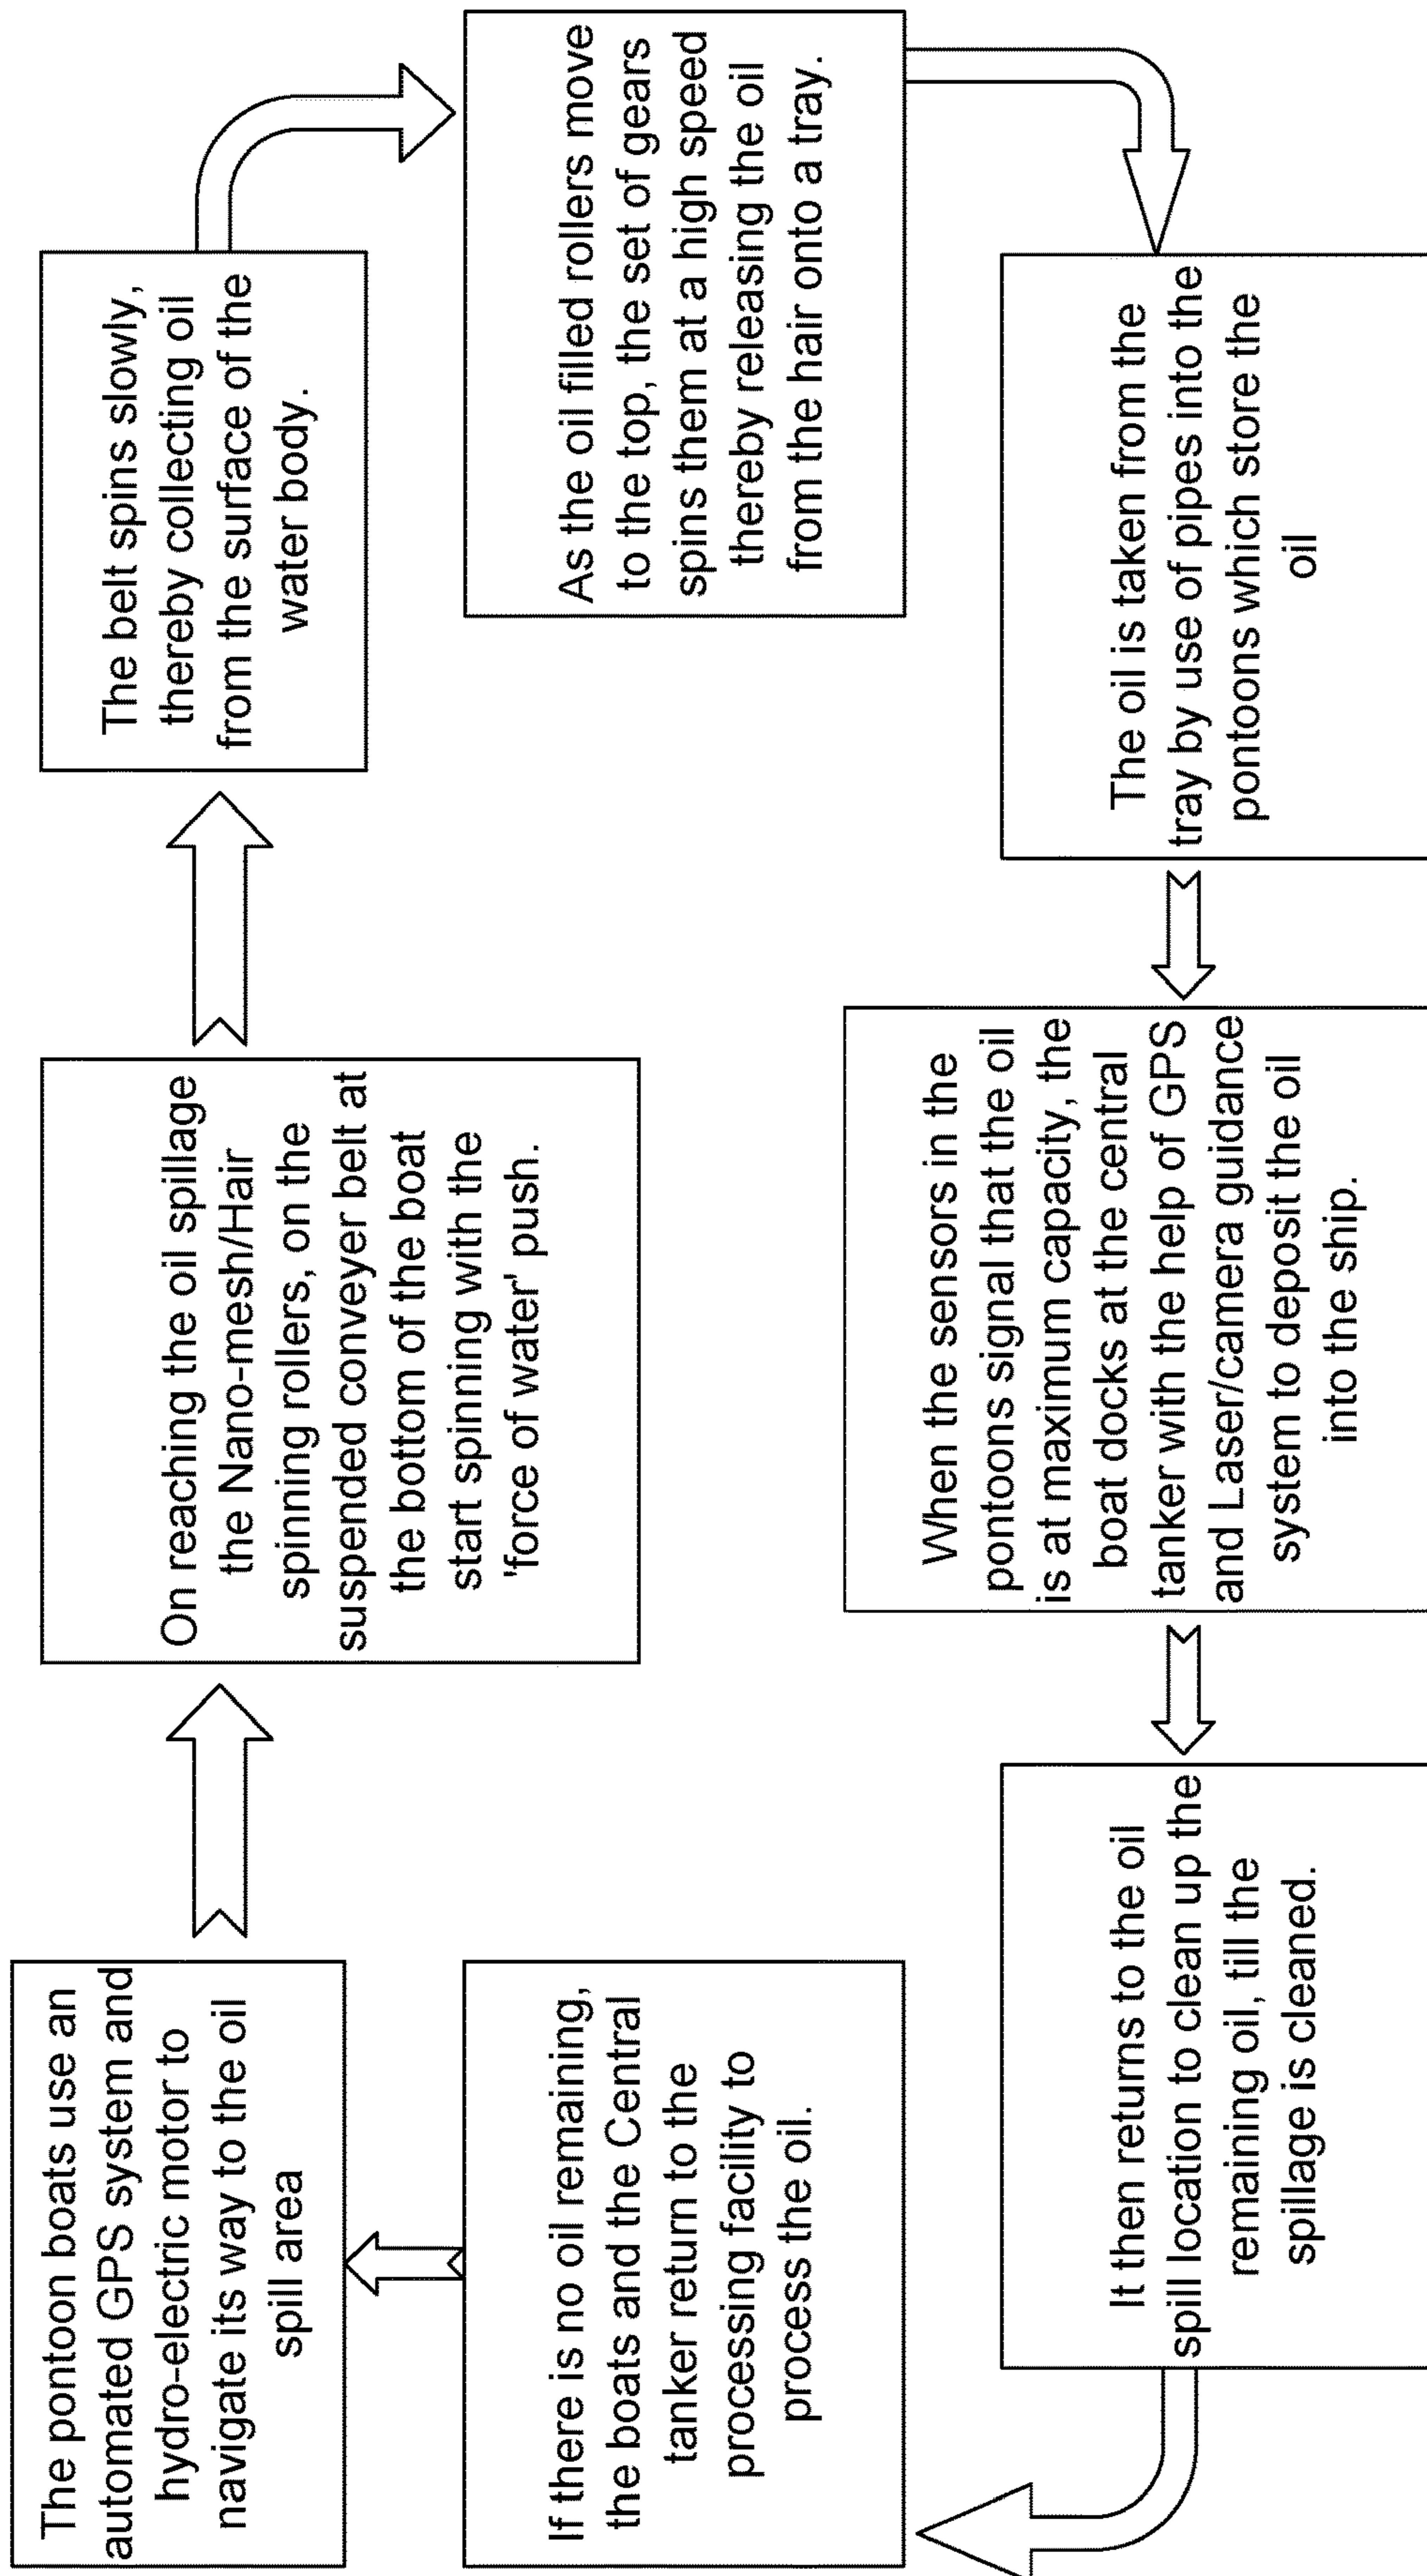 The pontoon boats use an
automated GPS system and
hydro-electric motor to
navigate its way to the oil
spill area
On reaching the oil spillage
the Nano-mesh/Hair
spinning rollers, on the
suspended conveyer belt at
the bottom of the boat
start spinning with the
'force of water' push.
The belt spins slowly,
thereby collecting oil
from the surface of the
water body.
As the oil filled rollers move
to the top, the set of gears
spins them at a high speed
thereby releasing the oil
from the hair onto a tray.
The oil is taken from the
tray by use of pipes into the
pontoons which store the
oil
When the sensors in the
pontoons signal that the oil
is at maximum capacity, the
boat docks at the central
tanker with the help of GPS
and Laser/camera guidance
system to deposit the oil
into the ship.
It then returns to the oil
spill location to clean up the
remaining oil, till the
spillage is cleaned.
If there is no oil remaining,
the boats and the Central
tanker return to the
processing facility to
process the oil.